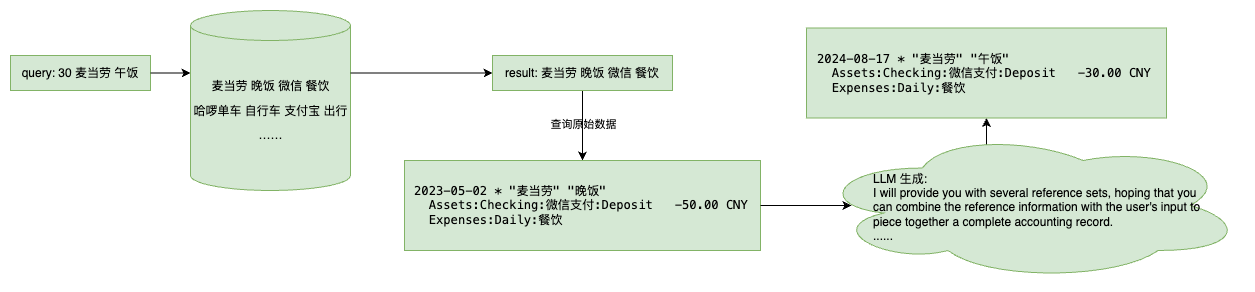 query: 30 麦当劳 午饭
麦当劳 晚饭 微信 餐饮
哈啰单车 自行车 支付宝 出行
……
result: 麦当劳 晚饭 微信 餐饮
查询原始数据
2023-05-02 * "麦当劳" "晚饭"
  Assets:Checking:微信支付:Deposit   -50.00 CNY
  Expenses:Daily:餐饮
LLM 生成:
I will provide you with several reference sets, hoping that you
can combine the reference information with the user's input to
piece together a complete accounting record.
......
2024-08-17 * "麦当劳" "午饭"
  Assets:Checking:微信支付:Deposit   -30.00 CNY
  Expenses:Daily:餐饮